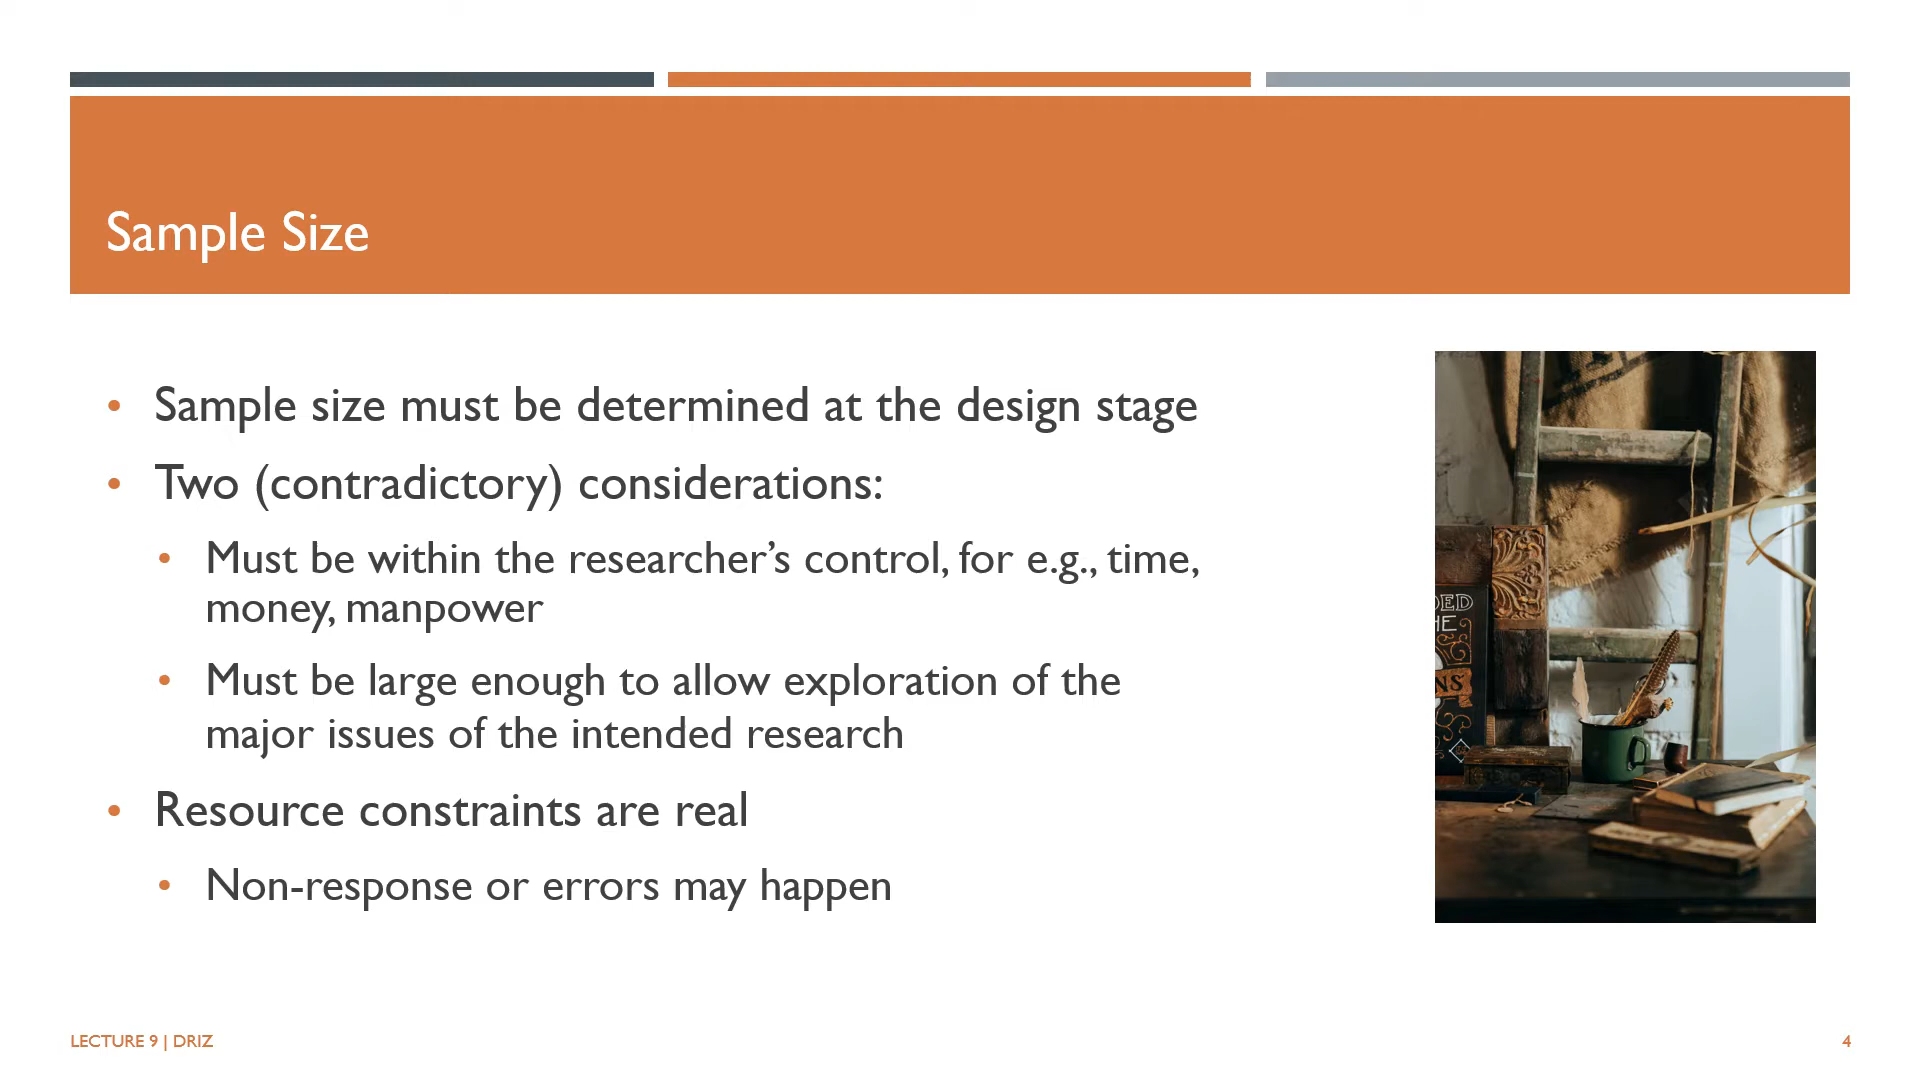 Sample Size
• Sample size must be determined at the design stage
• Two (contradictory) considerations:
• Must be within the researcher’s control, for e.g., time,
money, manpower
• Must be large enough to allow exploration of the
major issues of the intended research
• Resource constraints are real
• Non-response or errors may happen
LECTURE 9 | DRIZ
4